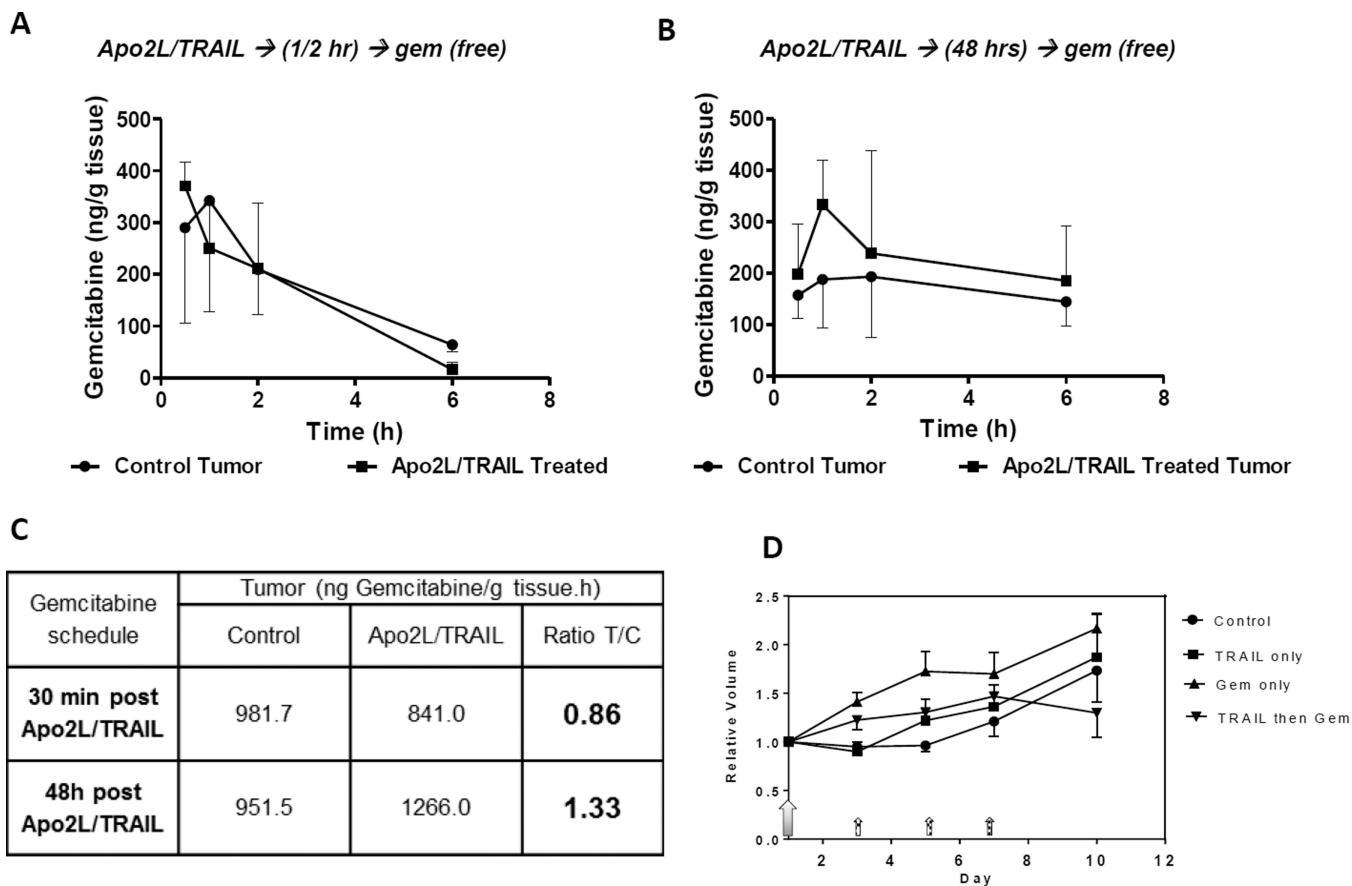 A
Apo2L/TRAIL → (1/2 hr) → gem (free)
Gemcitabine (ng/g tissue)
500
400
300
200
100
0
0 2 4 6 8
Time (h)
Control Tumor Apo2L/TRAIL Treated
B
Apo2L/TRAIL → (48 hrs) → gem (free)
Gemcitabine (ng/g tissue)
500
400
300
200
100
0
0 2 4 6 8
Time (h)
Control Tumor Apo2L/TRAIL Treated Tumor
C
Gemcitabine
schedule
Tumor (ng Gemcitabine/g tissue.h)
Control Apo2L/TRAIL Ratio T/C
30 min post
Apo2L/TRAIL
981.7 841.0 0.86
48h post
Apo2L/TRAIL
951.5 1266.0 1.33
D
Relative Volume
2.5
2.0
1.5
1.0
0.5
0.0
2 4 6 8 10 12
Day
Control
TRAIL only
Gem only
TRAIL then Gem